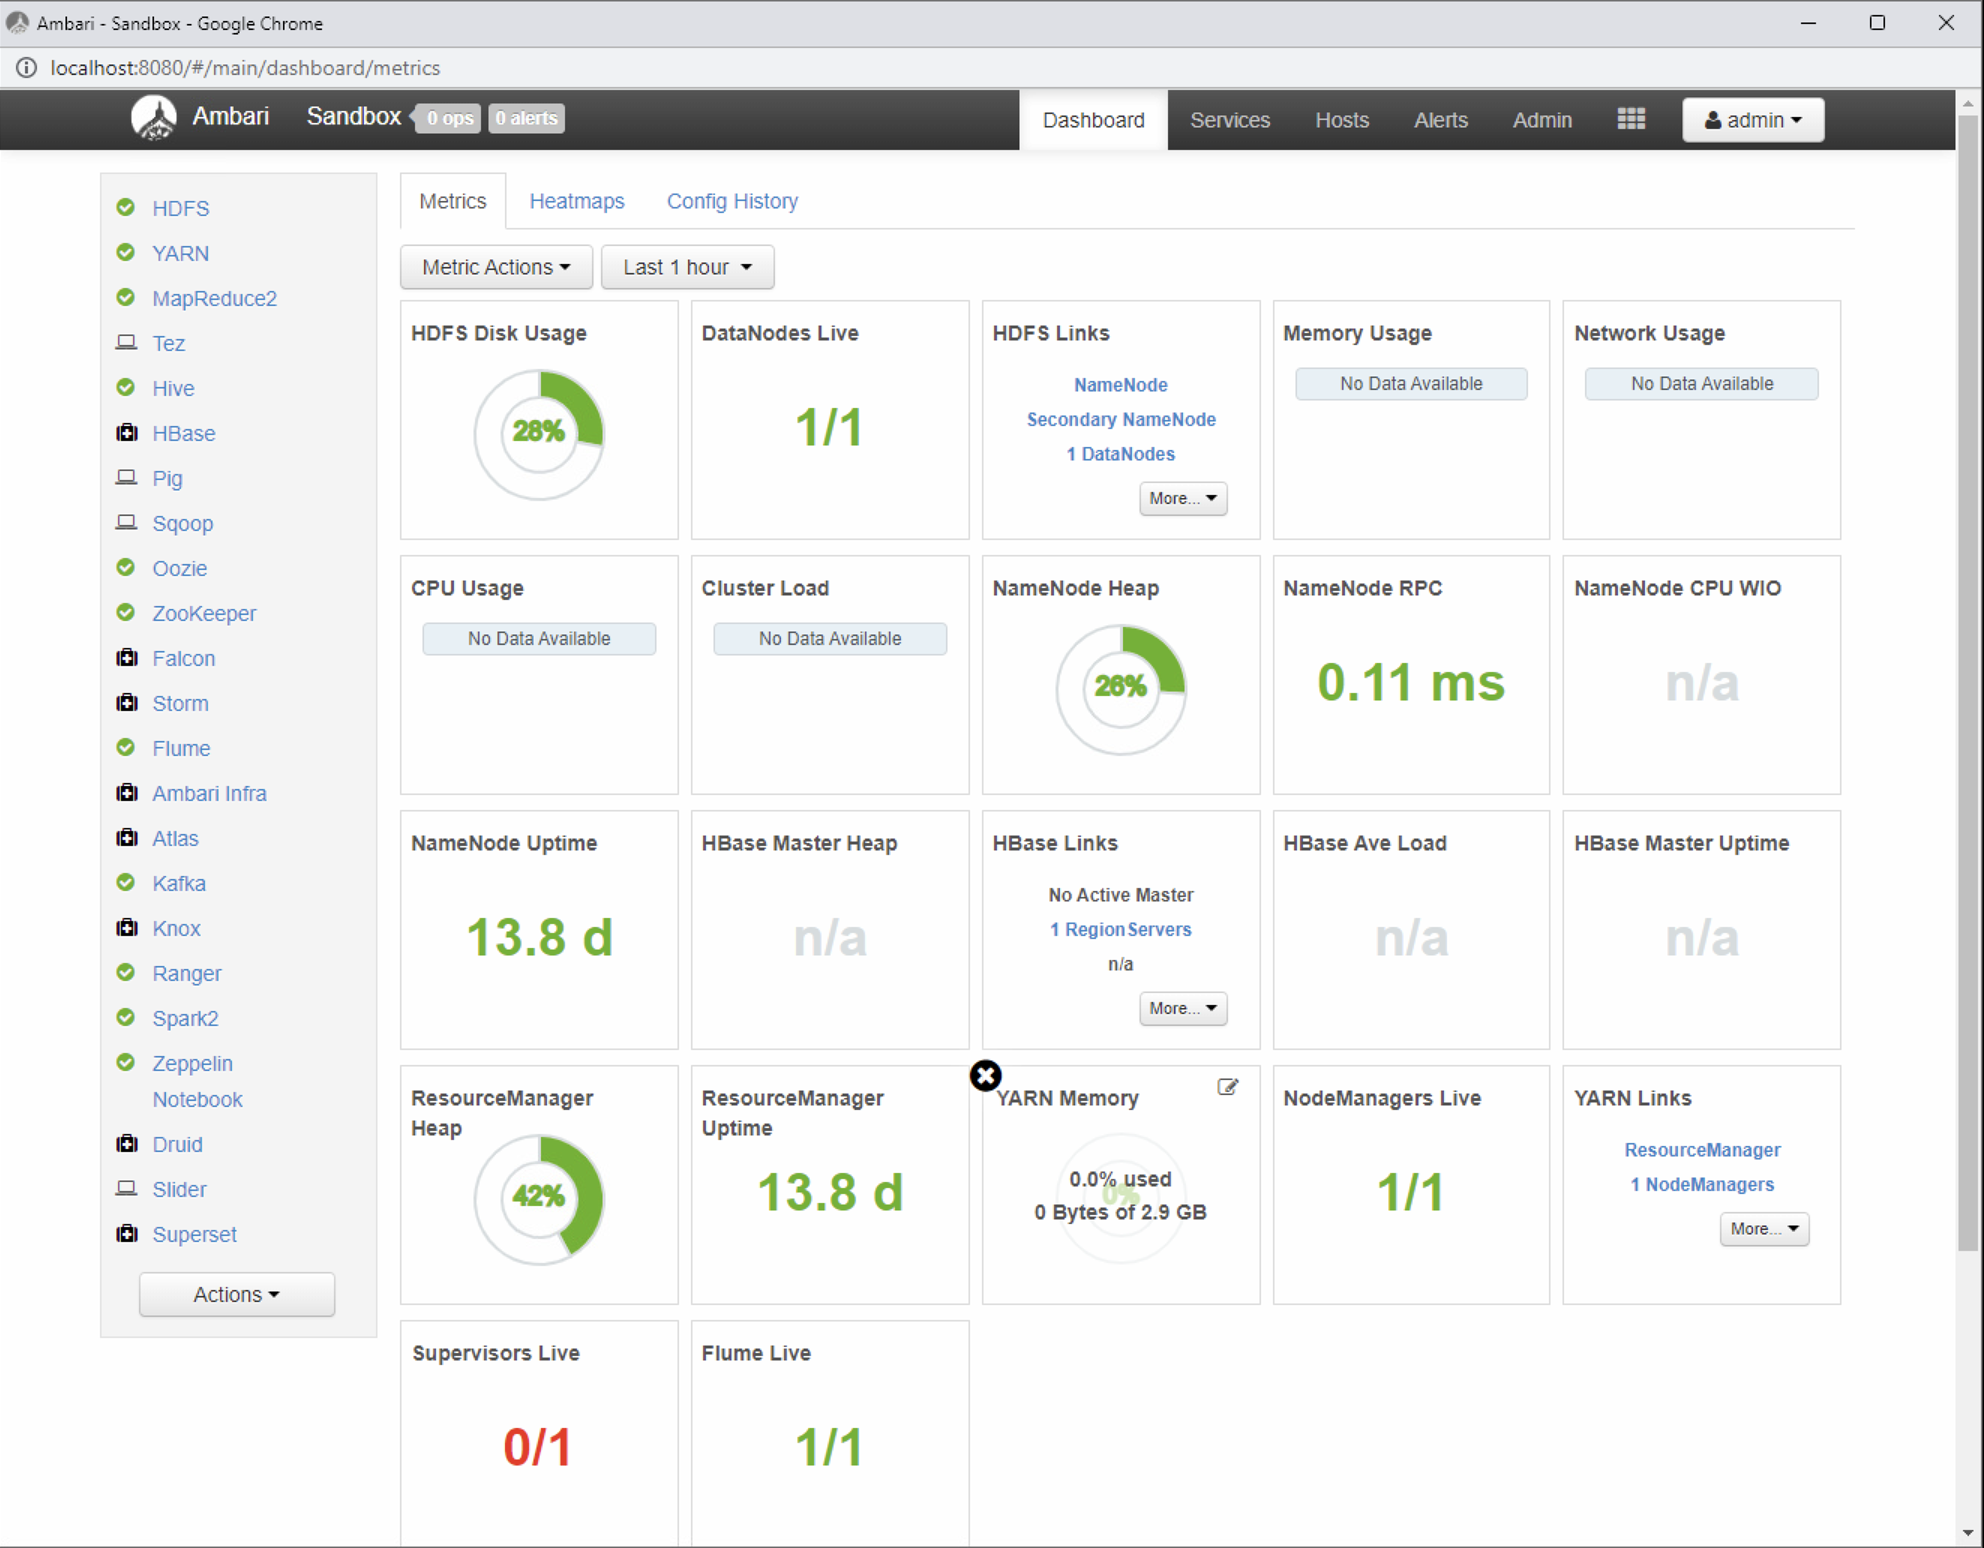 Ambari - Sandbox - Google Chrome
localhost:8080/#/main/dashboard/metrics
Ambari Sandbox 0 ops 0 alerts Dashboard Services Hosts Alerts Admin admin
HDFS
YARN
MapReduce2
Tez
Hive
HBase
Pig
Sqoop
Oozie
ZooKeeper
Falcon
Storm
Flume
Ambari Infra
Atlas
Kafka
Knox
Ranger
Spark2
Zeppelin
Notebook
Druid
Slider
Superset
Actions
Metrics Heatmaps Config History
Metric Actions Last 1 hour
HDFS Disk Usage
28%
DataNodes Live
1/1
HDFS Links
NameNode
Secondary NameNode
1 DataNodes
More...
Memory Usage
No Data Available
Network Usage
No Data Available
CPU Usage
No Data Available
Cluster Load
No Data Available
NameNode Heap
26%
NameNode RPC
0.11 ms
NameNode CPU WIO
n/a
NameNode Uptime
13.8 d
HBase Master Heap
n/a
HBase Links
No Active Master
1 RegionServers
n/a
More...
HBase Ave Load
n/a
HBase Master Uptime
n/a
ResourceManager
Heap
42%
ResourceManager
Uptime
13.8 d
YARN Memory
0.0% used
0%
0 Bytes of 2.9 GB
NodeManagers Live
1/1
YARN Links
ResourceManager
1 NodeManagers
More...
Supervisors Live
0/1
Flume Live
1/1